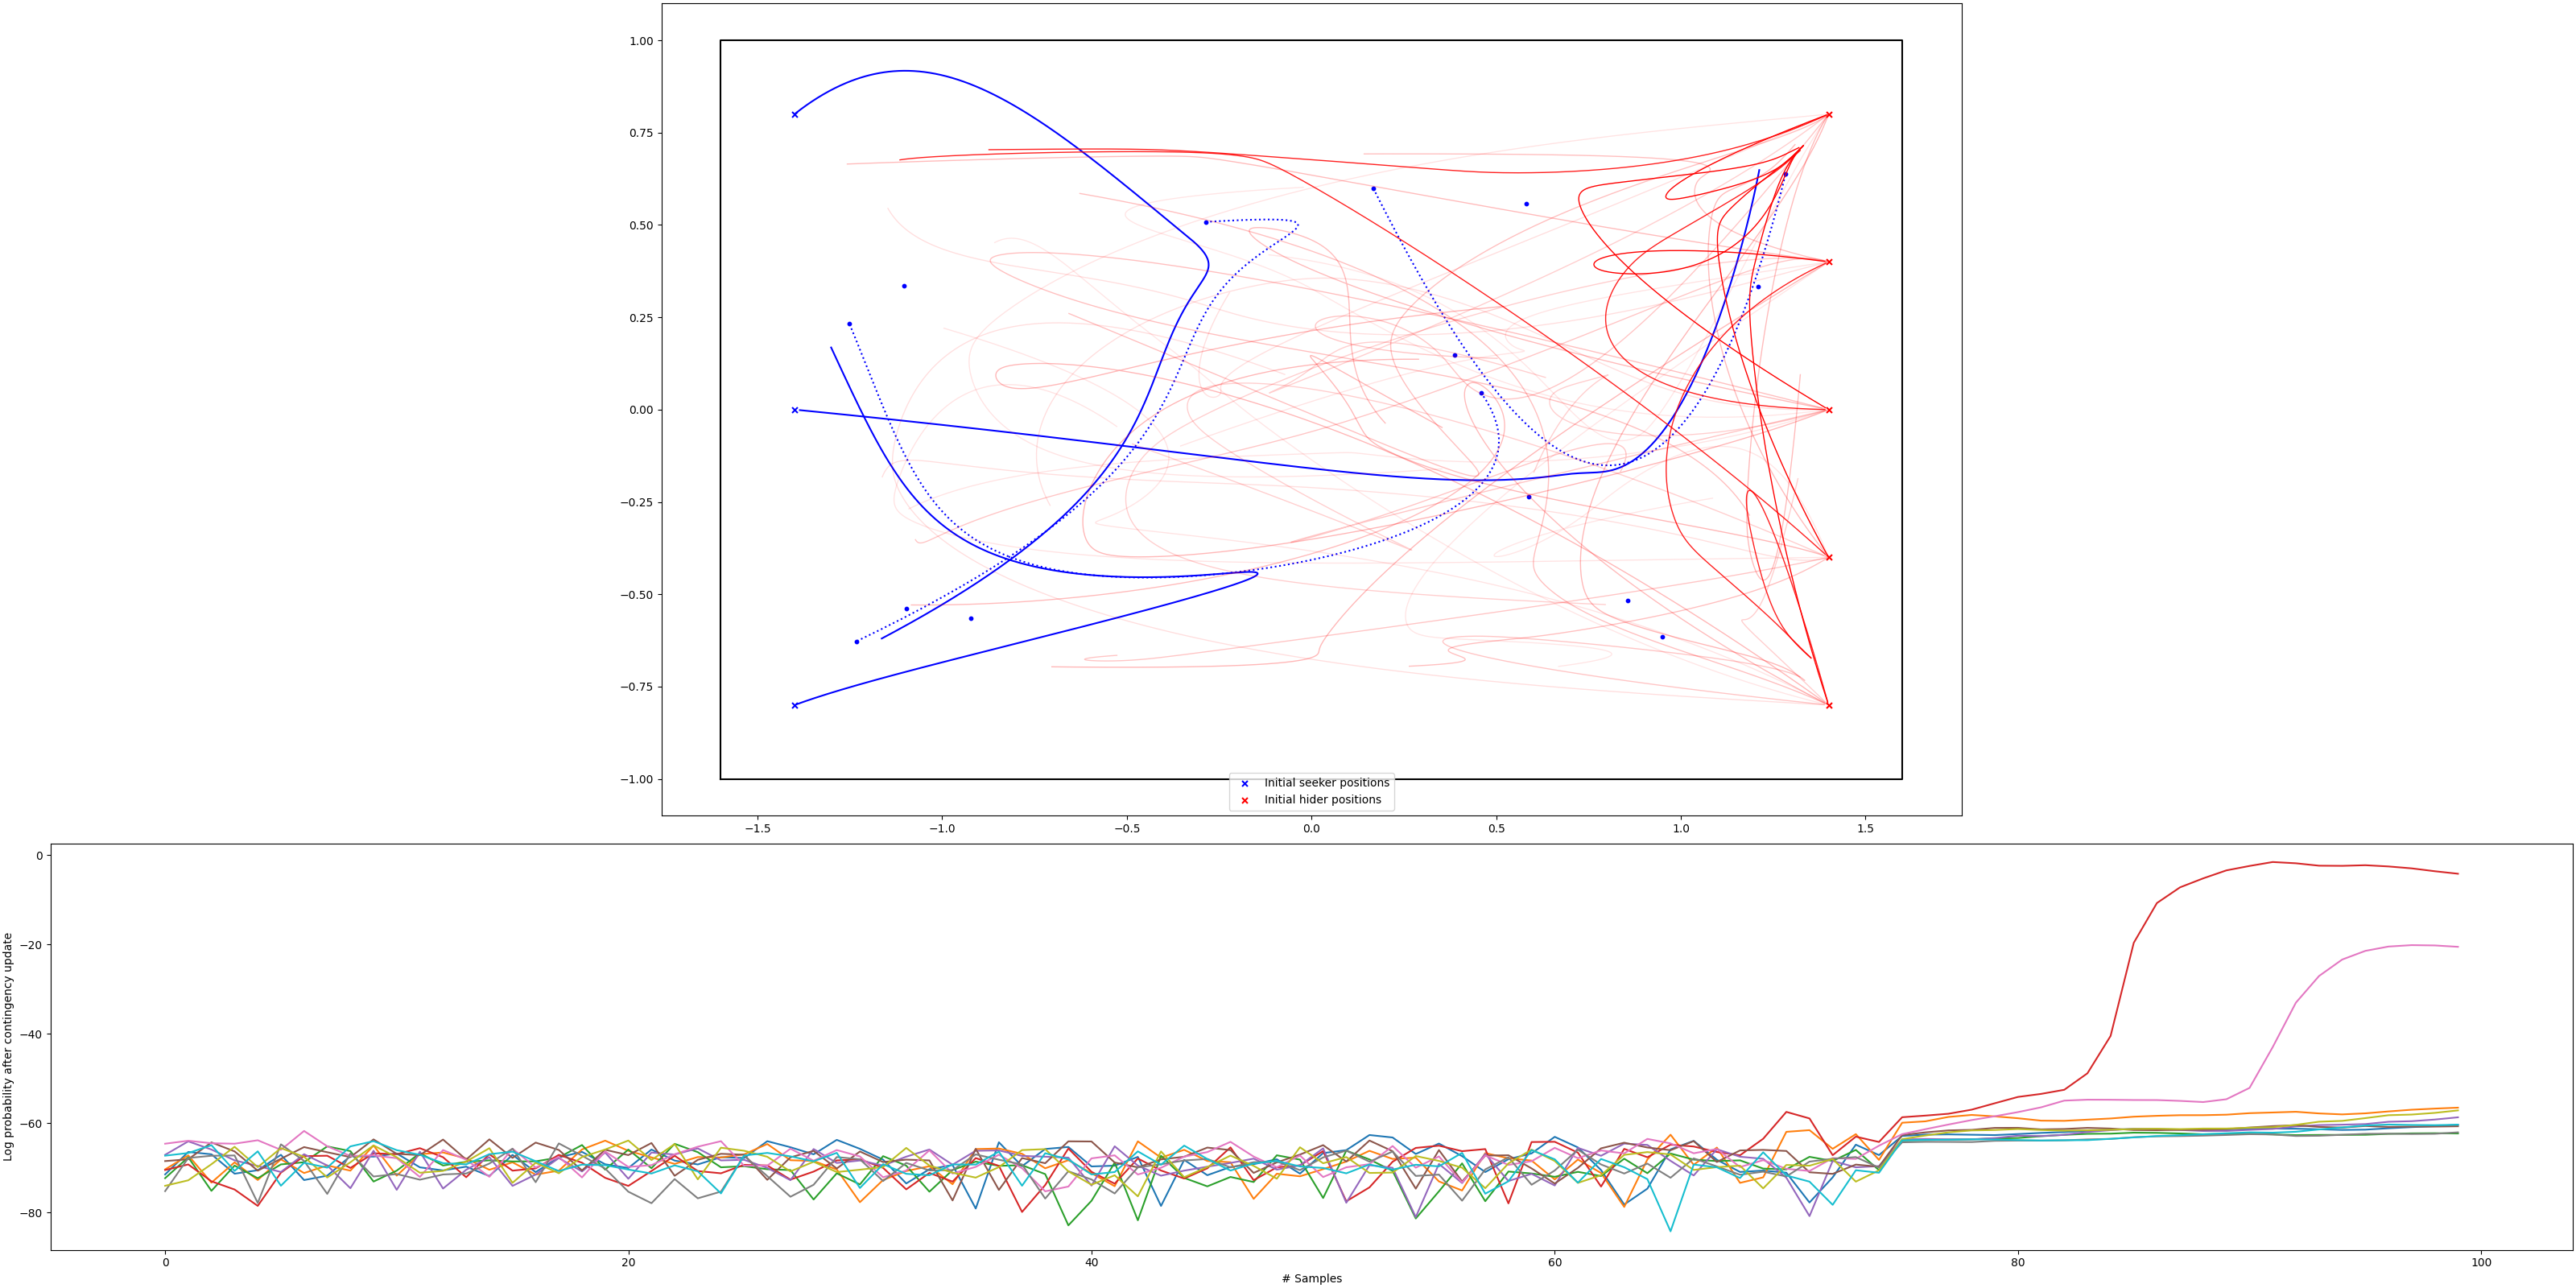 1.00
0.75
0.50
0.25
0.00
−0.25
−0.50
−0.75
−1.00
Initial seeker positions
Initial hider positions
−1.5 −1.0 −0.5 0.0 0.5 1.0 1.5
Log probability after contingency update
0
−20
−40
−60
−80
0 20 40 60 80 100
# Samples